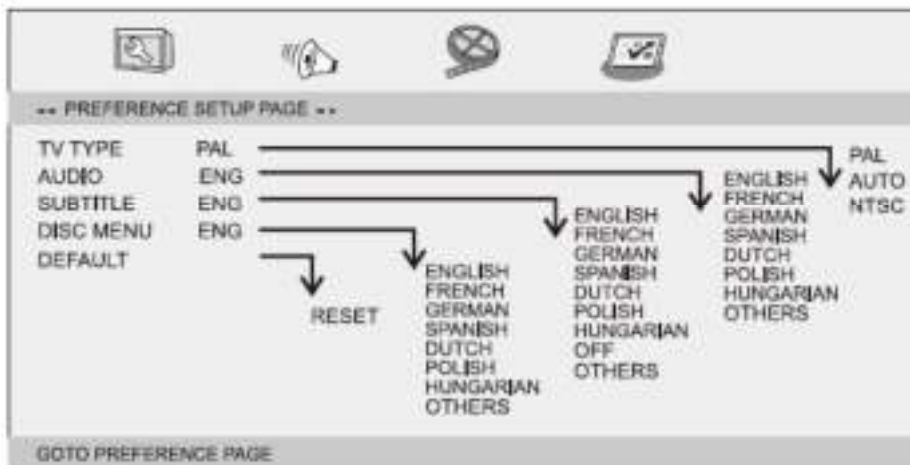 -- PREFERENCE SETUP PAGE --
TV TYPE PAL
AUDIO ENG
SUBTITLE ENG
DISC MENU ENG
DEFAULT
RESET
ENGLISH
FRENCH
GERMAN
SPANISH
DUTCH
POLISH
HUNGARIAN
OTHERS
ENGLISH
FRENCH
GERMAN
SPANISH
DUTCH
POLISH
HUNGARIAN
OFF
OTHERS
ENGLISH
FRENCH
GERMAN
SPANISH
DUTCH
POLISH
HUNGARIAN
OTHERS
PAL
AUTO
NTSC
GOTO PREFERENCE PAGE